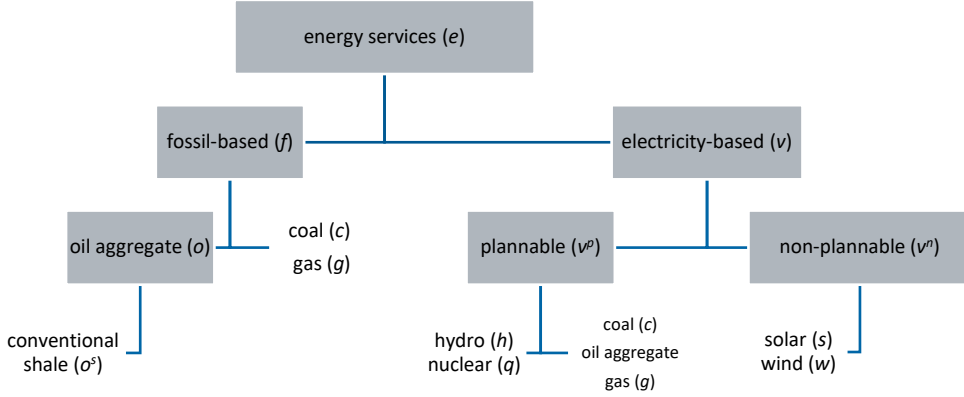 energy services (e)
fossil-based (f)
electricity-based (v)
oil aggregate (o)
coal (c)
gas (g)
plannable (vᵖ)
non-plannable (vⁿ)
conventional
shale (oˢ)
hydro (h)
nuclear (q)
coal (c)
oil aggregate
gas (g)
solar (s)
wind (w)